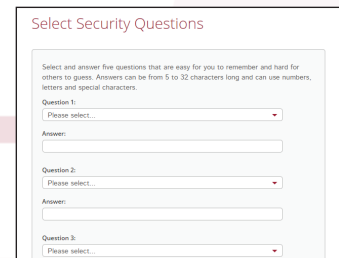 Select Security Questions
Select and answer five questions that are easy for you to remember and hard for
others to guess. Answers can be from 5 to 32 characters long and can use numbers,
letters and special characters.
Question 1:
Please select...
Answer:
Question 2:
Please select...
Answer:
Question 3:
Please select...